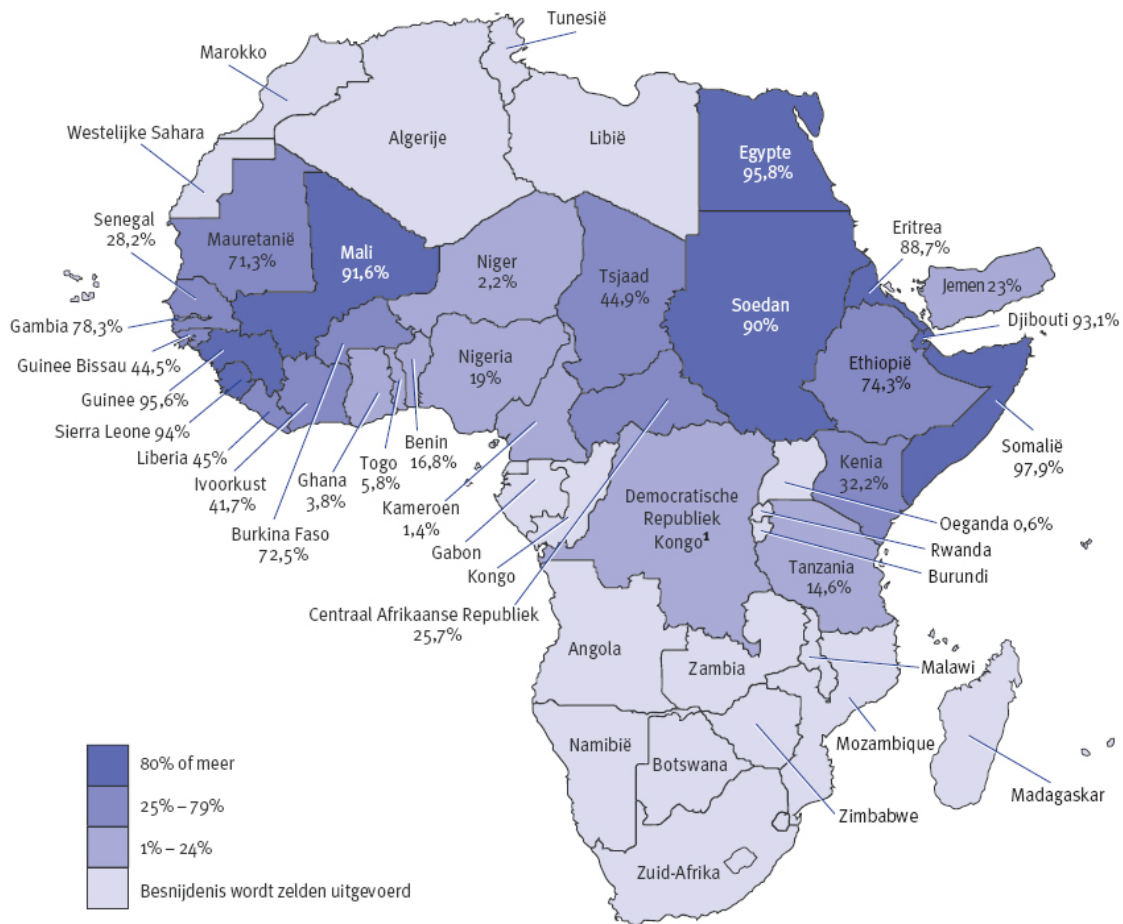 Tunesië
Marokko
Westelijke Sahara
Algerije
Libië
Egypte
95,8%
Senegal
28,2%
Mauretanië
71,3%
Mali
91,6%
Niger
2,2%
Tsjaad
44,9%
Soedan
90%
Eritrea
88,7%
Jemen 23%
Gambia 78,3%
Djibouti 93,1%
Guinee Bissau 44,5%
Nigeria
19%
Ethiopië
74,3%
Guinee 95,6%
Sierra Leone 94%
Liberia 45%
Ivoorkust
41,7%
Burkina Faso
72,5%
Ghana
3,8%
Togo
5,8%
Benin
16,8%
Kameroen
1,4%
Gabon
Kongo
Centraal Afrikaanse Republiek
25,7%
Democratische
Republiek
Kongo¹
Kenia
32,2%
Somalië
97,9%
Oeganda 0,6%
Rwanda
Burundi
Tanzania
14,6%
Angola
Zambia
Malawi
Mozambique
Namibië
Botswana
Zimbabwe
Madagaskar
Zuid-Afrika
80% of meer
25% – 79%
1% – 24%
Besnijdenis wordt zelden uitgevoerd